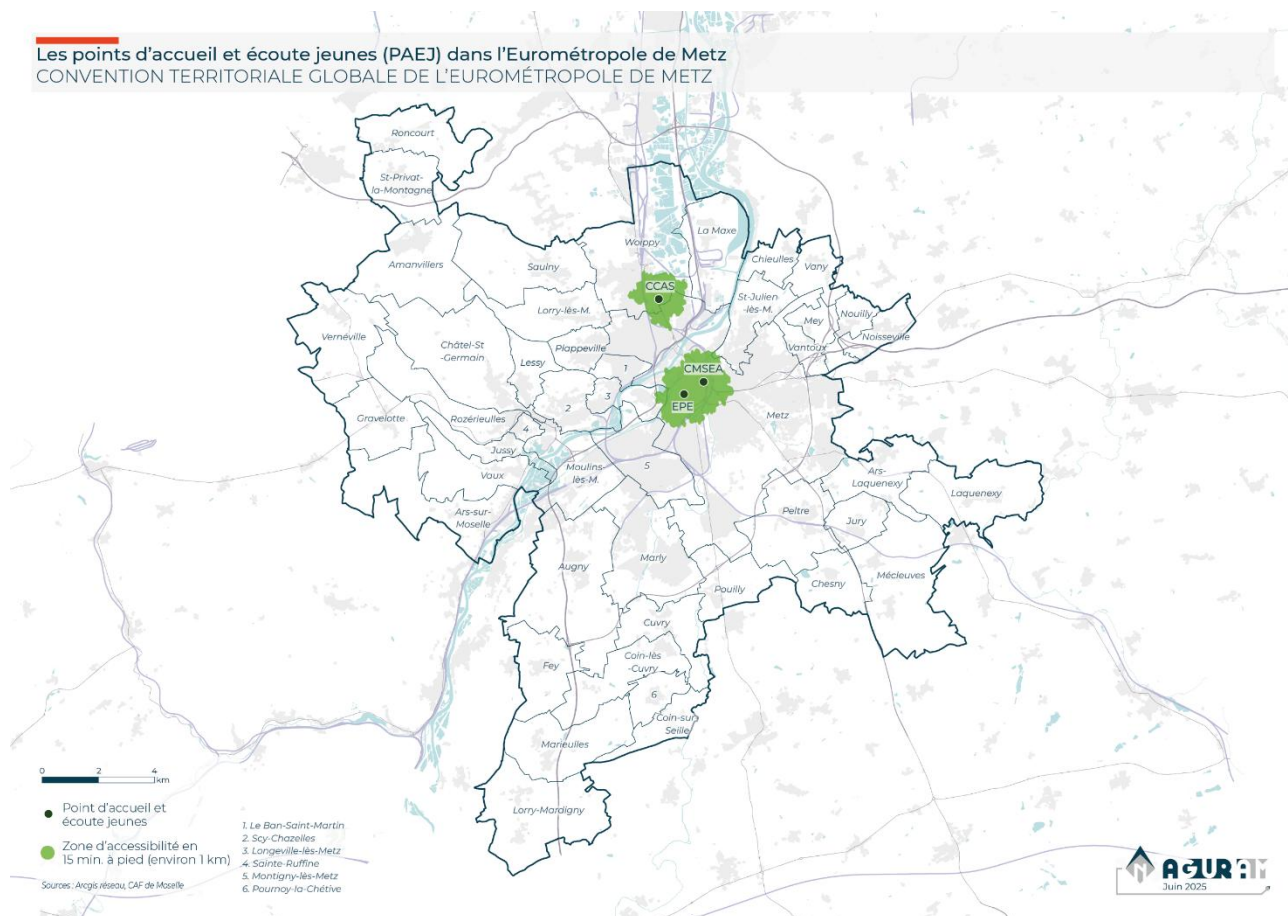 Les points d'accueil et écoute jeunes (PAEJ) dans l'Eurométropole de Metz
CONVENTION TERRITORIALE GLOBALE DE L'EUROMÉTROPOLE DE METZ
Roncourt
St-Privat-
la-Montagne
Woippy
La Maxe
Amanvillers
Saulny
Chieulles
Vany
CCAS
St-Julien
lès-M.
Lorry-lès-M.
Mey
Nouilly
Noisseville
Vernéville
Châtel-St
-Germain
Plappeville
Vantoux
Lessy
1
CMSEA
3
EPE
2
Metz
Gravelotte
Rozérieulles
4
Jussy
Vaux
Moulins-
lès-M.
5
Ars-
Laquenexy
Laquenexy
Ars-sur-
Moselle
Peltre
Jury
Augny
Marly
Pouilly
Chesny
Mécleuves
Cuvry
Fey
Coin-lès
-Cuvry
6
Coin-sur
Seille
Marieulles
Lorry-Mardigny
0 2 4
km
Point d'accueil et
écoute jeunes
Zone d'accessibilité en
15 min. à pied (environ 1 km)
Sources : Arcgis réseau, CAF de Moselle
1. Le Ban-Saint-Martin
2. Scy-Chazelles
3. Longeville-lès-Metz
4. Sainte-Ruffine
5. Montigny-lès-Metz
6. Pournoy-la-Chétive
N
AGURAM
Juin 2025